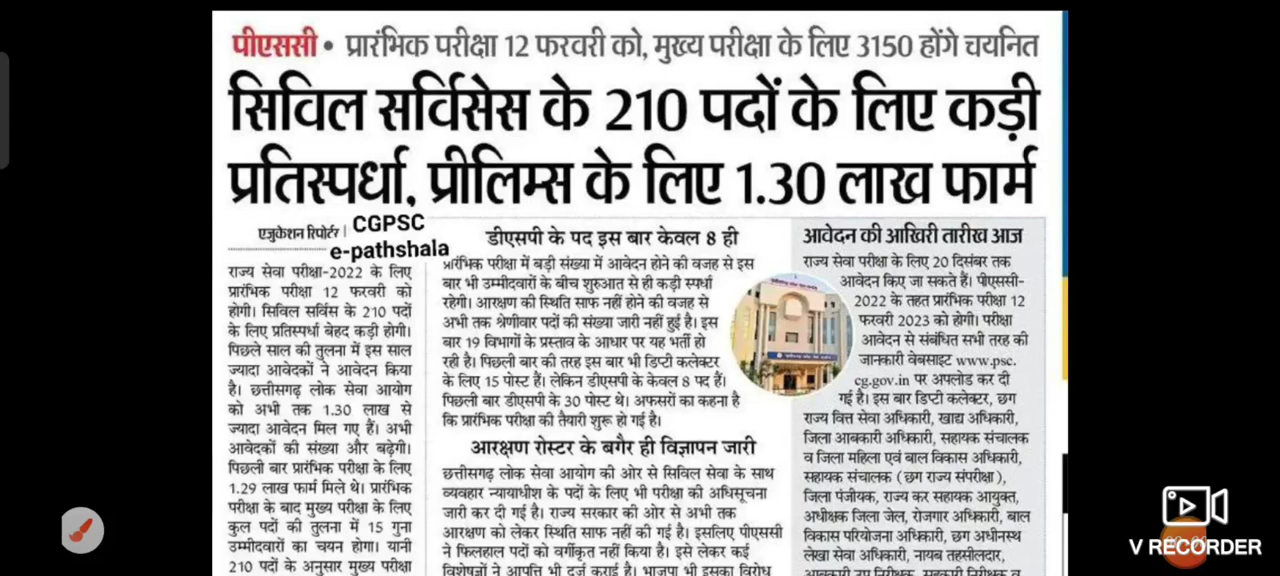 पीएससी • प्रारंभिक परीक्षा 12 फरवरी को, मुख्य परीक्षा के लिए 3150 होंगे चयनित
सिविल सर्विसेस के 210 पदों के लिए कड़ी
प्रतिस्पर्धा, प्रीलिम्स के लिए 1.30 लाख फार्म
एजुकेशन रिपोर्टर |
CGPSC
e-pathshala
राज्य सेवा परीक्षा-2022 के लिए
प्रारंभिक परीक्षा 12 फरवरी को
होगी। सिविल सर्विस के 210 पदों
के लिए प्रतिस्पर्धा बेहद कड़ी होगी।
पिछले साल की तुलना में इस साल
ज्यादा आवेदकों ने आवेदन किया
है। छत्तीसगढ़ लोक सेवा आयोग
को अभी तक 1.30 लाख से
ज्यादा आवेदन मिल गए हैं। अभी
आवेदकों की संख्या और बढ़ेगी।
पिछली बार प्रारंभिक परीक्षा के लिए
1.29 लाख फार्म मिले थे। प्रारंभिक
परीक्षा के बाद मुख्य परीक्षा के लिए
कुल पदों की तुलना में 15 गुना
उम्मीदवारों का चयन होगा। यानी
210 पदों के अनुसार मुख्य परीक्षा
डीएसपी के पद इस बार केवल 8 ही
प्रारंभिक परीक्षा में बड़ी संख्या में आवेदन होने की वजह से इस
बार भी उम्मीदवारों के बीच शुरुआत से ही कड़ी स्पर्धा
रहेगी। आरक्षण की स्थिति साफ नहीं होने की वजह से
अभी तक श्रेणीवार पदों की संख्या जारी नहीं हुई है। इस
बार 19 विभागों के प्रस्ताव के आधार पर यह भर्ती हो
रही है। पिछली बार की तरह इस बार भी डिप्टी कलेक्टर
के लिए 15 पोस्ट हैं। लेकिन डीएसपी के केवल 8 पद हैं।
पिछली बार डीएसपी के 30 पोस्ट थे। अफसरों का कहना है
कि प्रारंभिक परीक्षा की तैयारी शुरू हो गई है।
आरक्षण रोस्टर के बगैर ही विज्ञापन जारी
छत्तीसगढ़ लोक सेवा आयोग की ओर से सिविल सेवा के साथ
व्यवहार न्यायाधीश के पदों के लिए भी परीक्षा की अधिसूचना
जारी कर दी गई है। राज्य सरकार की ओर से अभी तक
आरक्षण को लेकर स्थिति साफ नहीं की गई है। इसलिए पीएससी
ने फिलहाल पदों को वर्गीकृत नहीं किया है। इसे लेकर कई
विशेषज्ञों ने आपत्ति भी दर्ज कराई है। भाजपा भी इसका विरोध
आवेदन की आखिरी तारीख आज
राज्य सेवा परीक्षा के लिए 20 दिसंबर तक
आवेदन किए जा सकते हैं। पीएससी-
2022 के तहत प्रारंभिक परीक्षा 12
फरवरी 2023 को होगी। परीक्षा
आवेदन से संबंधित सभी तरह की
जानकारी वेबसाइट www.psc.
cg.gov.in पर अपलोड कर दी
गई है। इस बार डिप्टी कलेक्टर, छग
राज्य वित्त सेवा अधिकारी, खाद्य अधिकारी,
जिला आबकारी अधिकारी, सहायक संचालक
व जिला महिला एवं बाल विकास अधिकारी,
सहायक संचालक (छग राज्य संपरीक्षा),
जिला पंजीयक, राज्य कर सहायक आयुक्त,
अधीक्षक जिला जेल, रोजगार अधिकारी, बाल
विकास परियोजना अधिकारी, छग अधीनस्थ
लेखा सेवा अधिकारी, नायब तहसीलदार,
V RECORDER